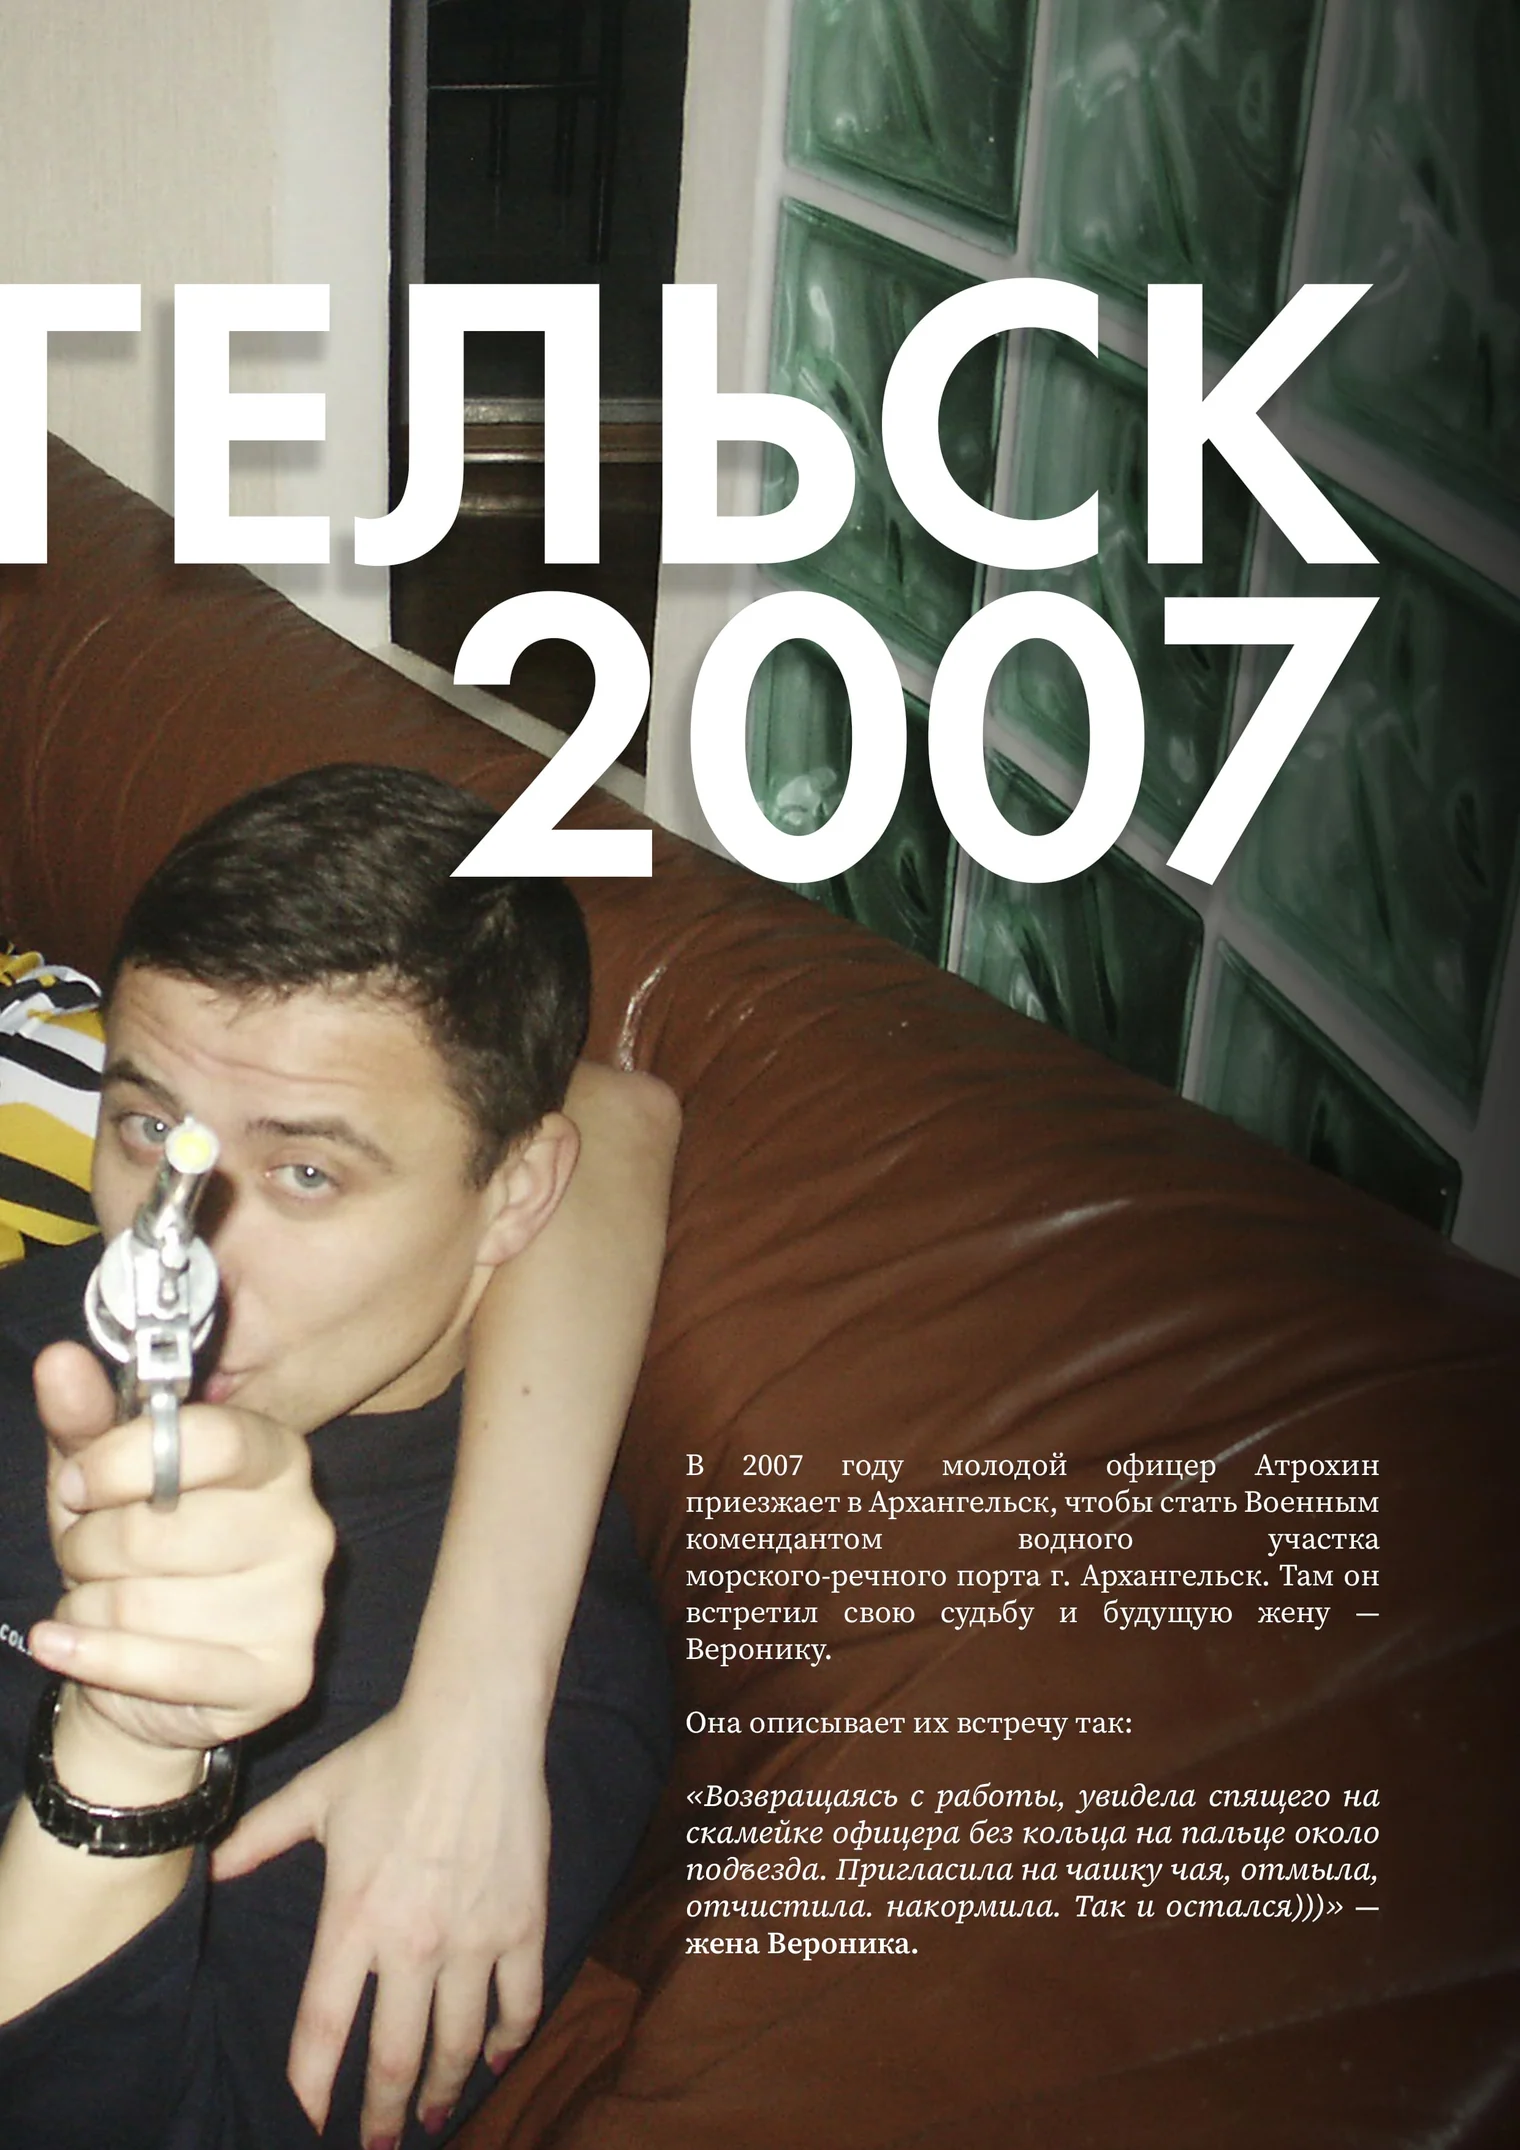 ТЕЛЬСК
2007
COL
В 2007 году молодой офицер Атрохин
приезжает в Архангельск, чтобы стать Военным
комендантом водного участка
морского-речного порта г. Архангельск. Там он
встретил свою судьбу и будущую жену —
Веронику.
Она описывает их встречу так:
«Возвращаясь с работы, увидела спящего на
скамейке офицера без кольца на пальце около
подъезда. Пригласила на чашку чая, отмыла,
отчистила. накормила. Так и остался)))» —
жена Вероника.